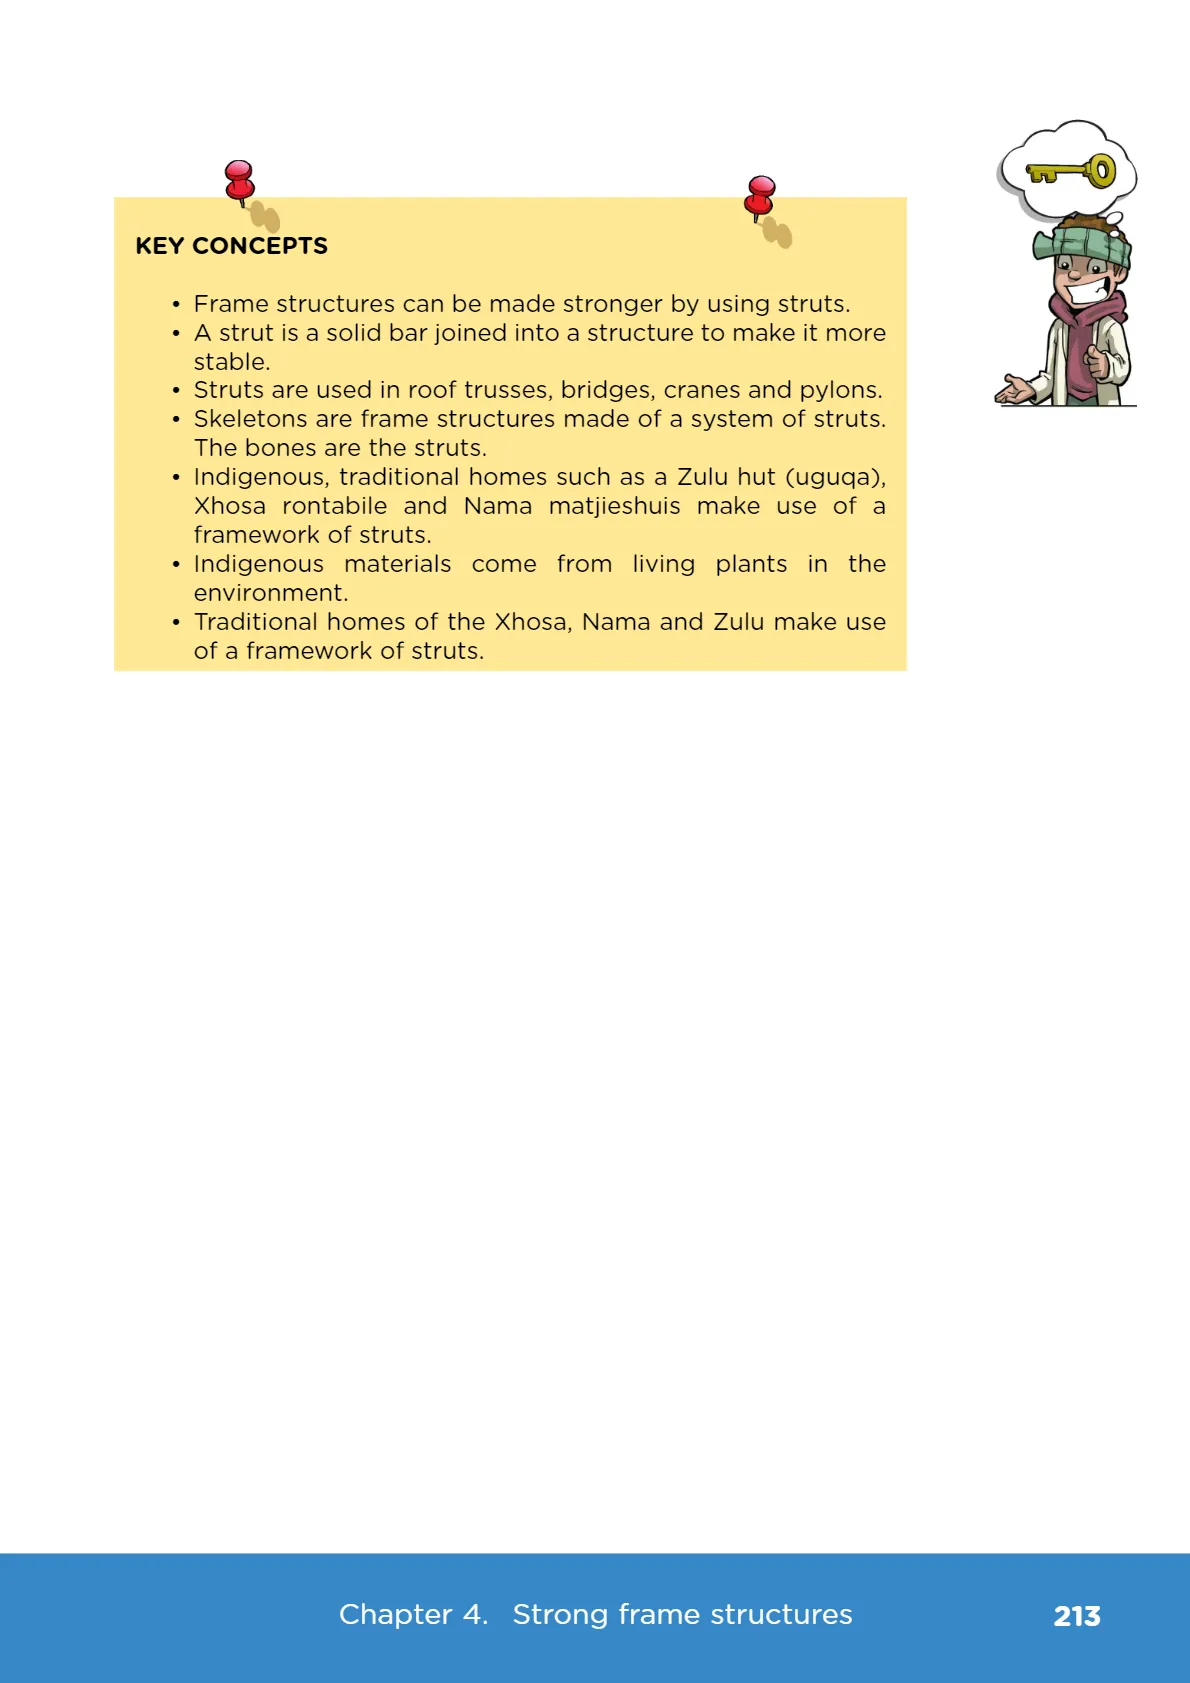 KEY CONCEPTS
• Frame structures can be made stronger by using struts.
• A strut is a solid bar joined into a structure to make it more
stable.
• Struts are used in roof trusses, bridges, cranes and pylons.
• Skeletons are frame structures made of a system of struts.
The bones are the struts.
• Indigenous, traditional homes such as a Zulu hut (uguqa),
Xhosa rontabile and Nama matjieshuis make use of a
framework of struts.
• Indigenous materials come from living plants in the
environment.
• Traditional homes of the Xhosa, Nama and Zulu make use
of a framework of struts.
Chapter 4. Strong frame structures 213